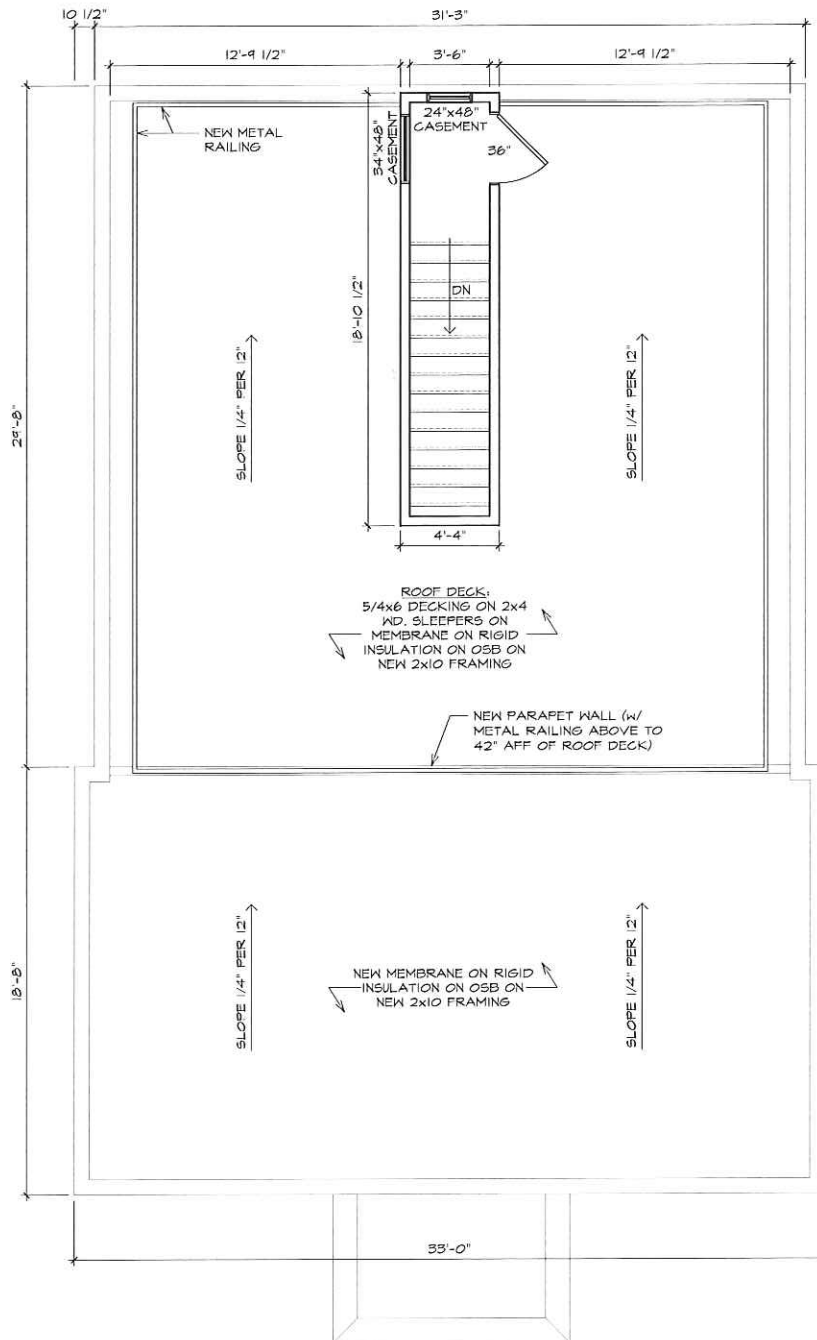 10 1/2"
31'-3"
12'-9 1/2"
3'-6"
12'-9 1/2"
24"x48"
CASEMENT
NEW METAL
RAILING
34"x48"
CASEMENT
36"
18'-10 1/2"
DN
29'-8"
SLOPE 1/4" PER 12"
SLOPE 1/4" PER 12"
4'-4"
ROOF DECK:
5/4x6 DECKING ON 2x4
WD. SLEEPERS ON
MEMBRANE ON RIGID
INSULATION ON OSB ON
NEW 2x10 FRAMING
NEW PARAPET WALL (W/
METAL RAILING ABOVE TO
42" AFF OF ROOF DECK)
18'-8"
SLOPE 1/4" PER 12"
SLOPE 1/4" PER 12"
NEW MEMBRANE ON RIGID
INSULATION ON OSB ON
NEW 2x10 FRAMING
33'-0"